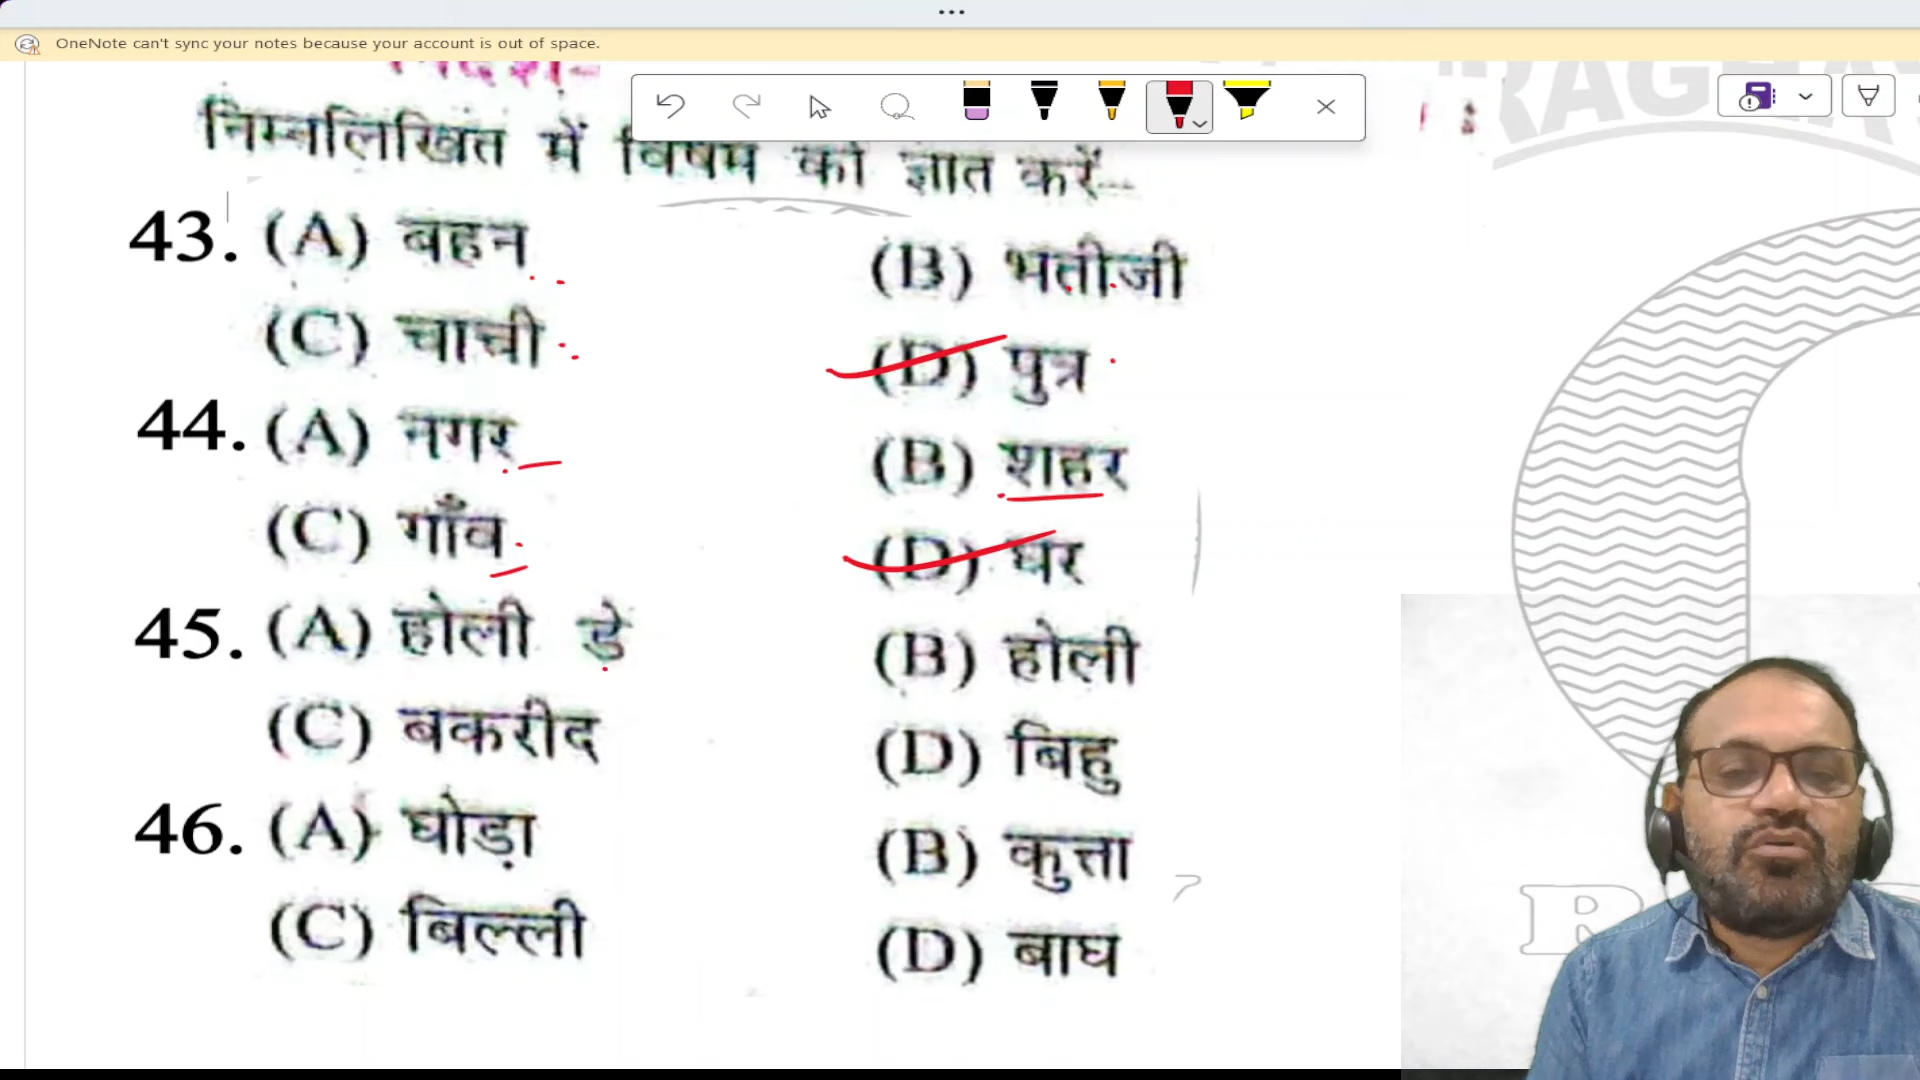 ...
OneNote can't sync your notes because your account is out of space.
निम्नलिखित में विषम को ज्ञात करें--
43. (A) बहन (B) भतीजी
(C) चाची (D) पुत्र
44. (A) नगर (B) शहर
(C) गाँव (D) घर
45. (A) होली डे (B) होली
(C) बकरीद (D) बिहु
46. (A) घोड़ा (B) कुत्ता
(C) बिल्ली (D) बाघ